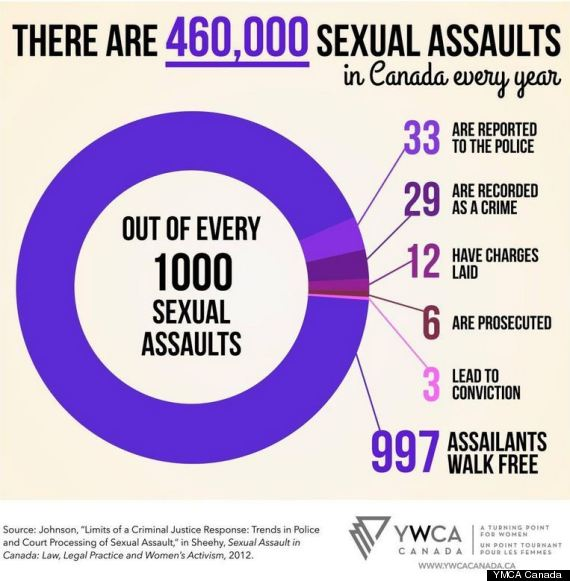 THERE ARE 460,000 SEXUAL ASSAULTS
in Canada every year
OUT OF EVERY
1000
SEXUAL
ASSAULTS
33 ARE REPORTED
TO THE POLICE
29 ARE RECORDED
AS A CRIME
12 HAVE CHARGES
LAID
6 ARE PROSECUTED
3 LEAD TO
CONVICTION
997 ASSAILANTS
WALK FREE
Source: Johnson, "Limits of a Criminal Justice Response: Trends in Police
and Court Processing of Sexual Assault," in Sheehy, Sexual Assault in
Canada: Law, Legal Practice and Women's Activism, 2012.
YWCA
CANADA
A TURNING POINT
FOR WOMEN
UN POINT TOURNANT
POUR LES FEMMES
WWW.YWCACANADA.CA
YMCA Canada